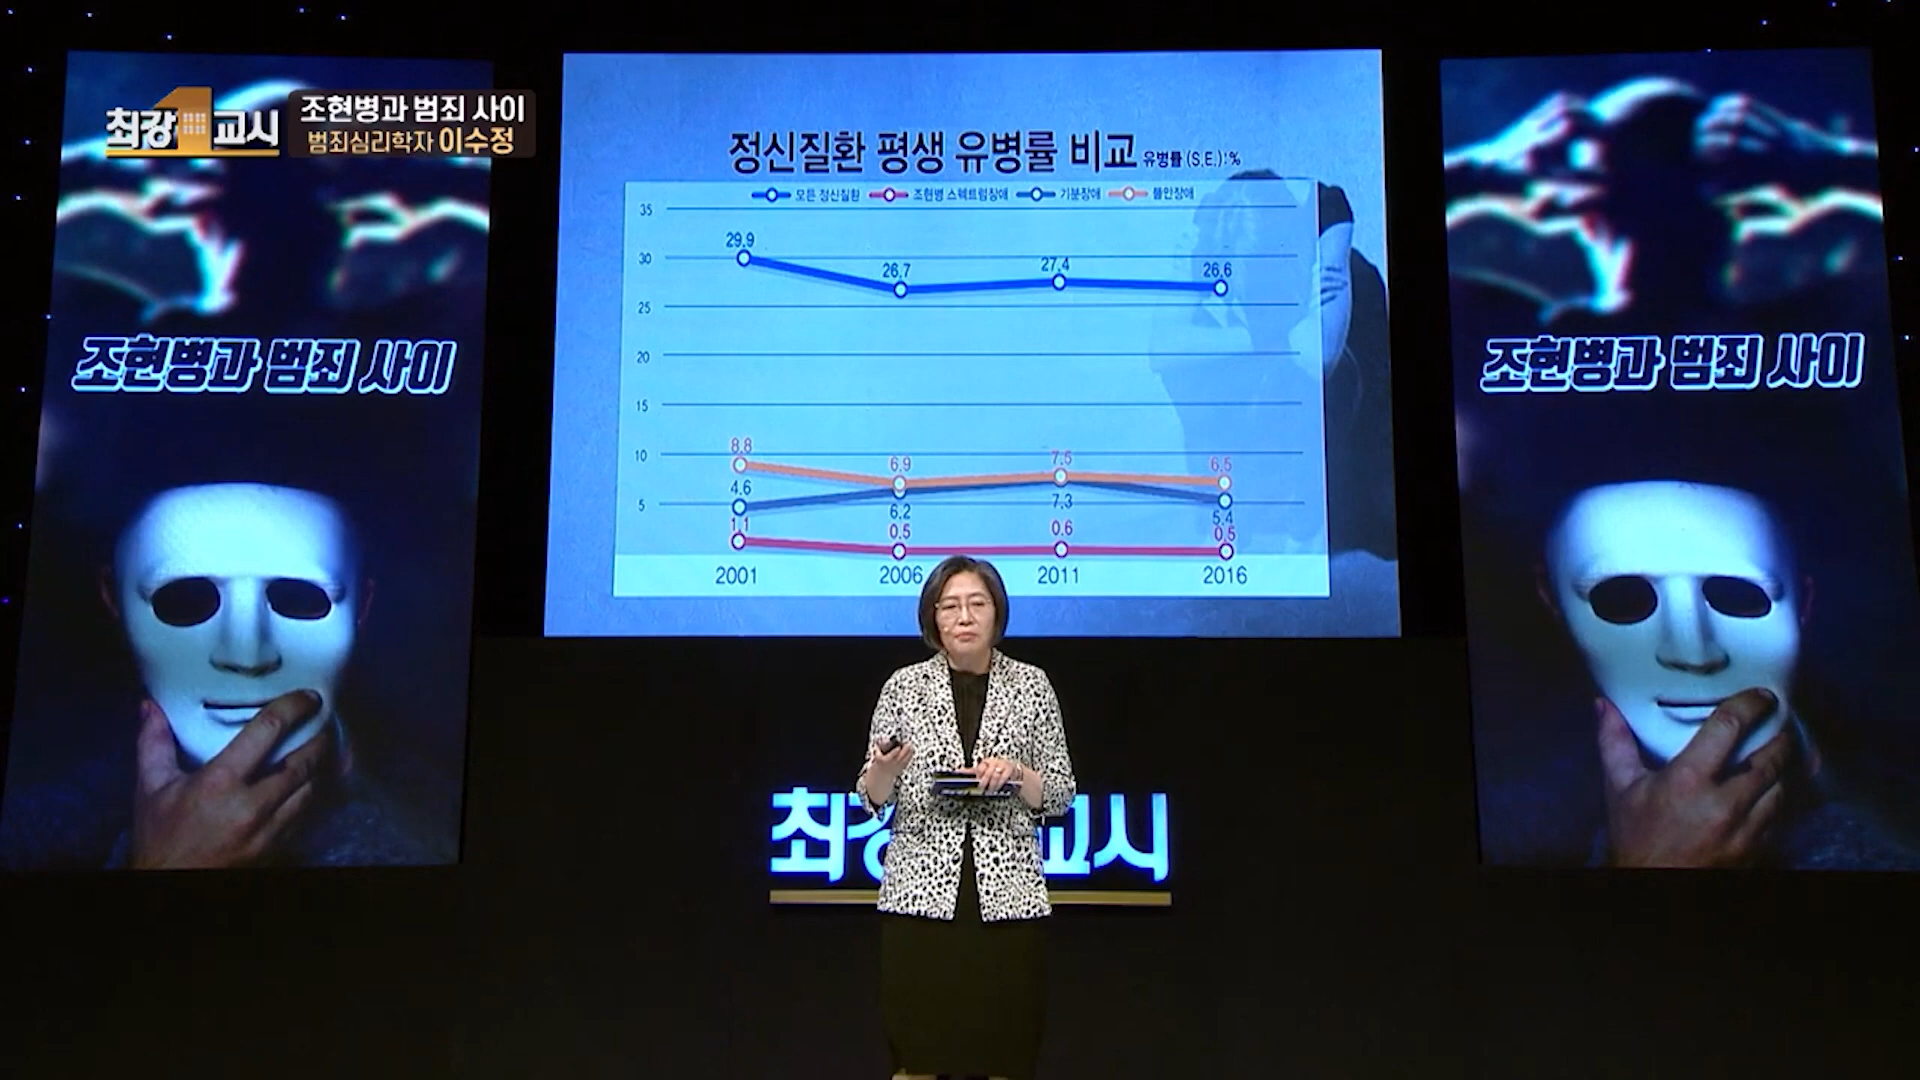 최강1교시
조현병과 범죄 사이
범죄심리학자 이수정
조현병과 범죄 사이
정신질환 평생 유병률 비교 유병률(S.E.):%
모든 정신질환 조현병 스펙트럼장애 기분장애 불안장애
35
30
25
20
15
10
5
29.9 26.7 27.4 26.6
8.8 6.9 7.5 6.5
4.6 6.2 7.3 5.4
1.1 0.5 0.6 0.5
2001 2006 2011 2016
조현병과 범죄 사이
최강 교시